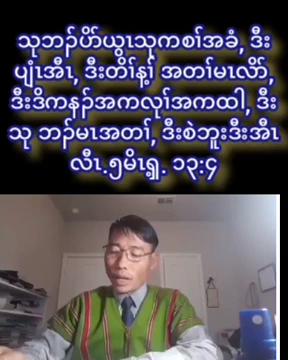 သုဘၣ်ဟ်ယွၤသုကစၢ်အခံ, ဒီး
ပျံၤအီၤ, ဒီးတိၢ်န့ၢ် အတၢ်မၤလိာ်,
ဒီးဒိကနၣ်အကလုၢ်အကထါ, ဒီး
သု ဘၣ်မၤအတၢ်, ဒီးစဲဘူးဒီးအီၤ
လီၤ.၅မိၤရှ့. ၁၃:၄